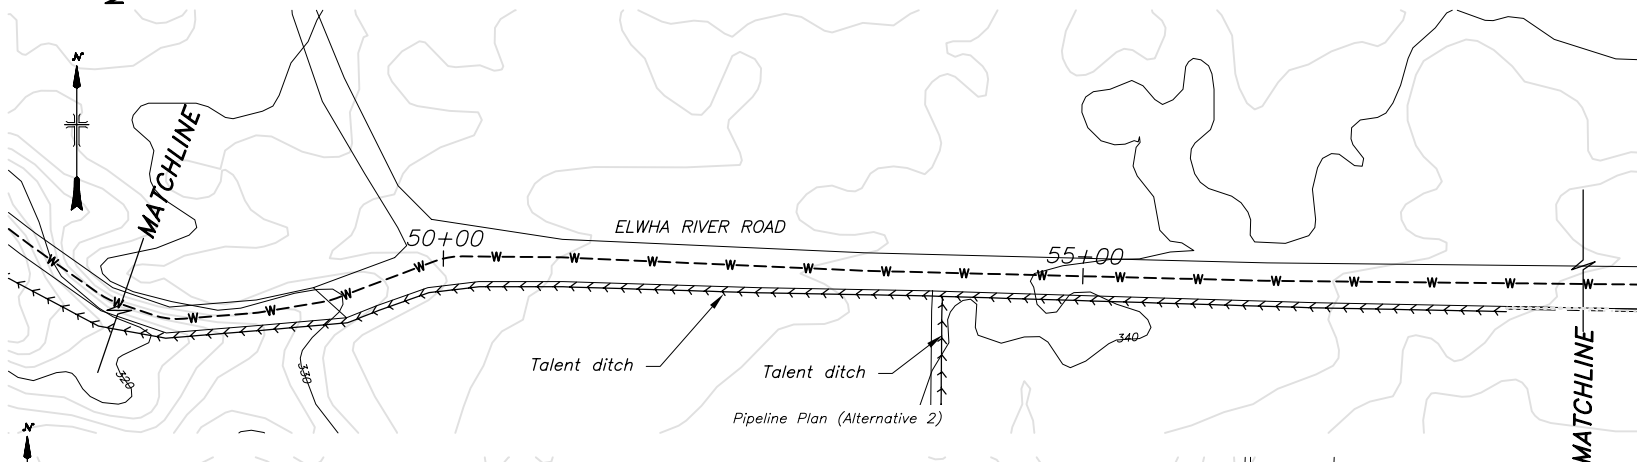 N
MATCHLINE
50+00
ELWHA RIVER ROAD
55+00
W W W W W W W W W W W W W W W W W W W W W
Talent ditch
Talent ditch
340
320
330
Pipeline Plan (Alternative 2)
MATCHLINE
N